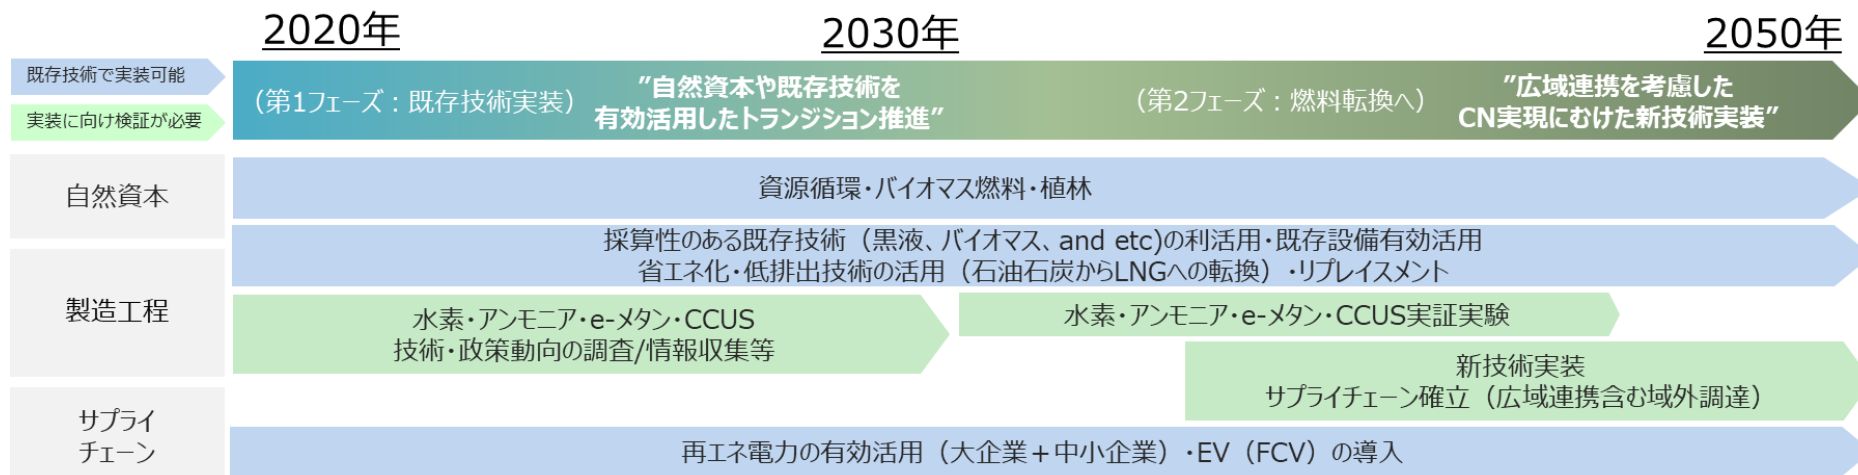 2020年
2030年
2050年
既存技術で実装可能
実装に向け検証が必要
（第1フェーズ：既存技術実装）
”自然資本や既存技術を
有効活用したトランジション推進”
（第2フェーズ：燃料転換へ）
”広域連携を考慮した
CN実現にむけた新技術実装”
自然資本
資源循環・バイオマス燃料・植林
製造工程
採算性のある既存技術（黒液、バイオマス、and etc)の利活用・既存設備有効活用
省エネ化・低排出技術の活用（石油石炭からLNGへの転換）・リプレイスメント
水素・アンモニア・e-メタン・CCUS
技術・政策動向の調査/情報収集等
水素・アンモニア・e-メタン・CCUS実証実験
新技術実装
サプライチェーン確立（広域連携含む域外調達）
サプライ
チェーン
再エネ電力の有効活用（大企業＋中小企業）・EV（FCV）の導入